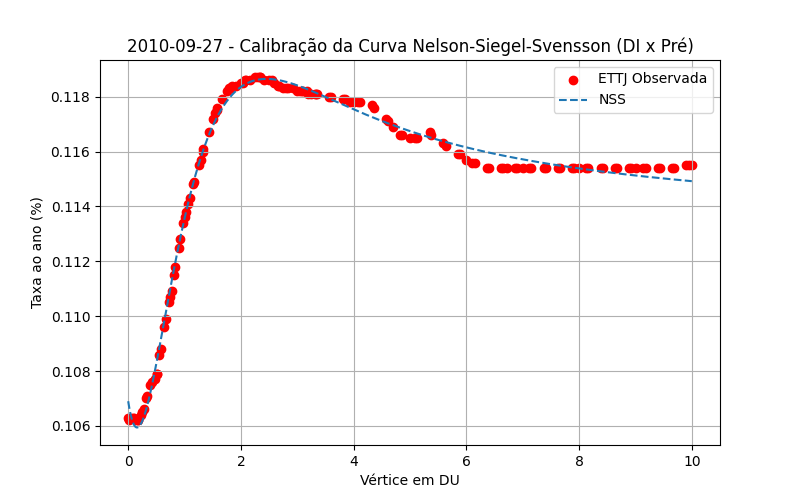 2010-09-27 - Calibração da Curva Nelson-Siegel-Svensson (DI x Pré)
ETTJ Observada
NSS
Taxa ao ano (%)
0.118
0.116
0.114
0.112
0.110
0.108
0.106
0 2 4 6 8 10
Vértice em DU